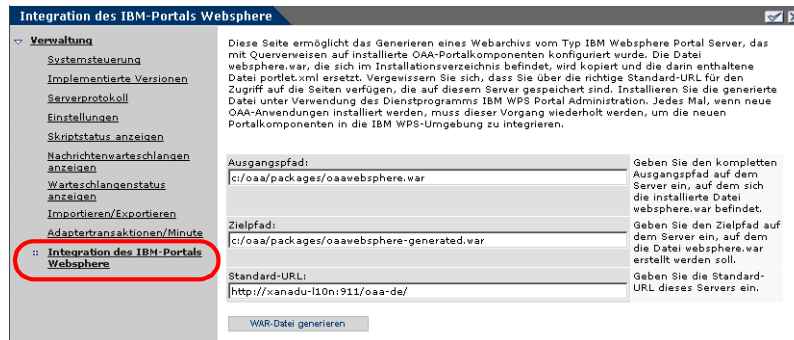 Integration des IBM-Portals Websphere
Verwaltung
Systemsteuerung
Implementierte Versionen
Serverprotokoll
Einstellungen
Skriptstatus anzeigen
Nachrichtenwarteschlangen
anzeigen
Warteschlangenstatus
anzeigen
Importieren/Exportieren
Adaptertransaktionen/Minute
Integration des IBM-Portals
Websphere
Diese Seite ermöglicht das Generieren eines Webarchivs vom Typ IBM Websphere Portal Server, das
mit Querverweisen auf installierte OAA-Portalkomponenten konfiguriert wurde. Die Datei
websphere.war, die sich im Installationsverzeichnis befindet, wird kopiert und die darin enthaltene
Datei portlet.xml ersetzt. Vergewissern Sie sich, dass Sie über die richtige Standard-URL für den
Zugriff auf die Seiten verfügen, die auf diesem Server gespeichert sind. Installieren Sie die generierte
Datei unter Verwendung des Dienstprogramms IBM WPS Portal Administration. Jedes Mal, wenn neue
OAA-Anwendungen installiert werden, muss dieser Vorgang wiederholt werden, um die neuen
Portalkomponenten in die IBM WPS-Umgebung zu integrieren.
Ausgangspfad:
c:/oaa/packages/oaawebsphere.war
Geben Sie den kompletten
Ausgangspfad auf dem
Server ein, auf dem sich
die installierte Datei
websphere.war befindet.
Zielpfad:
c:/oaa/packages/oaawebsphere-generated.war
Geben Sie den Zielpfad auf
dem Server ein, auf dem
die Datei websphere.war
erstellt werden soll.
Standard-URL:
http://xanadu-l10n:911/oaa-de/
Geben Sie die Standard-
URL dieses Servers ein.
WAR-Datei generieren